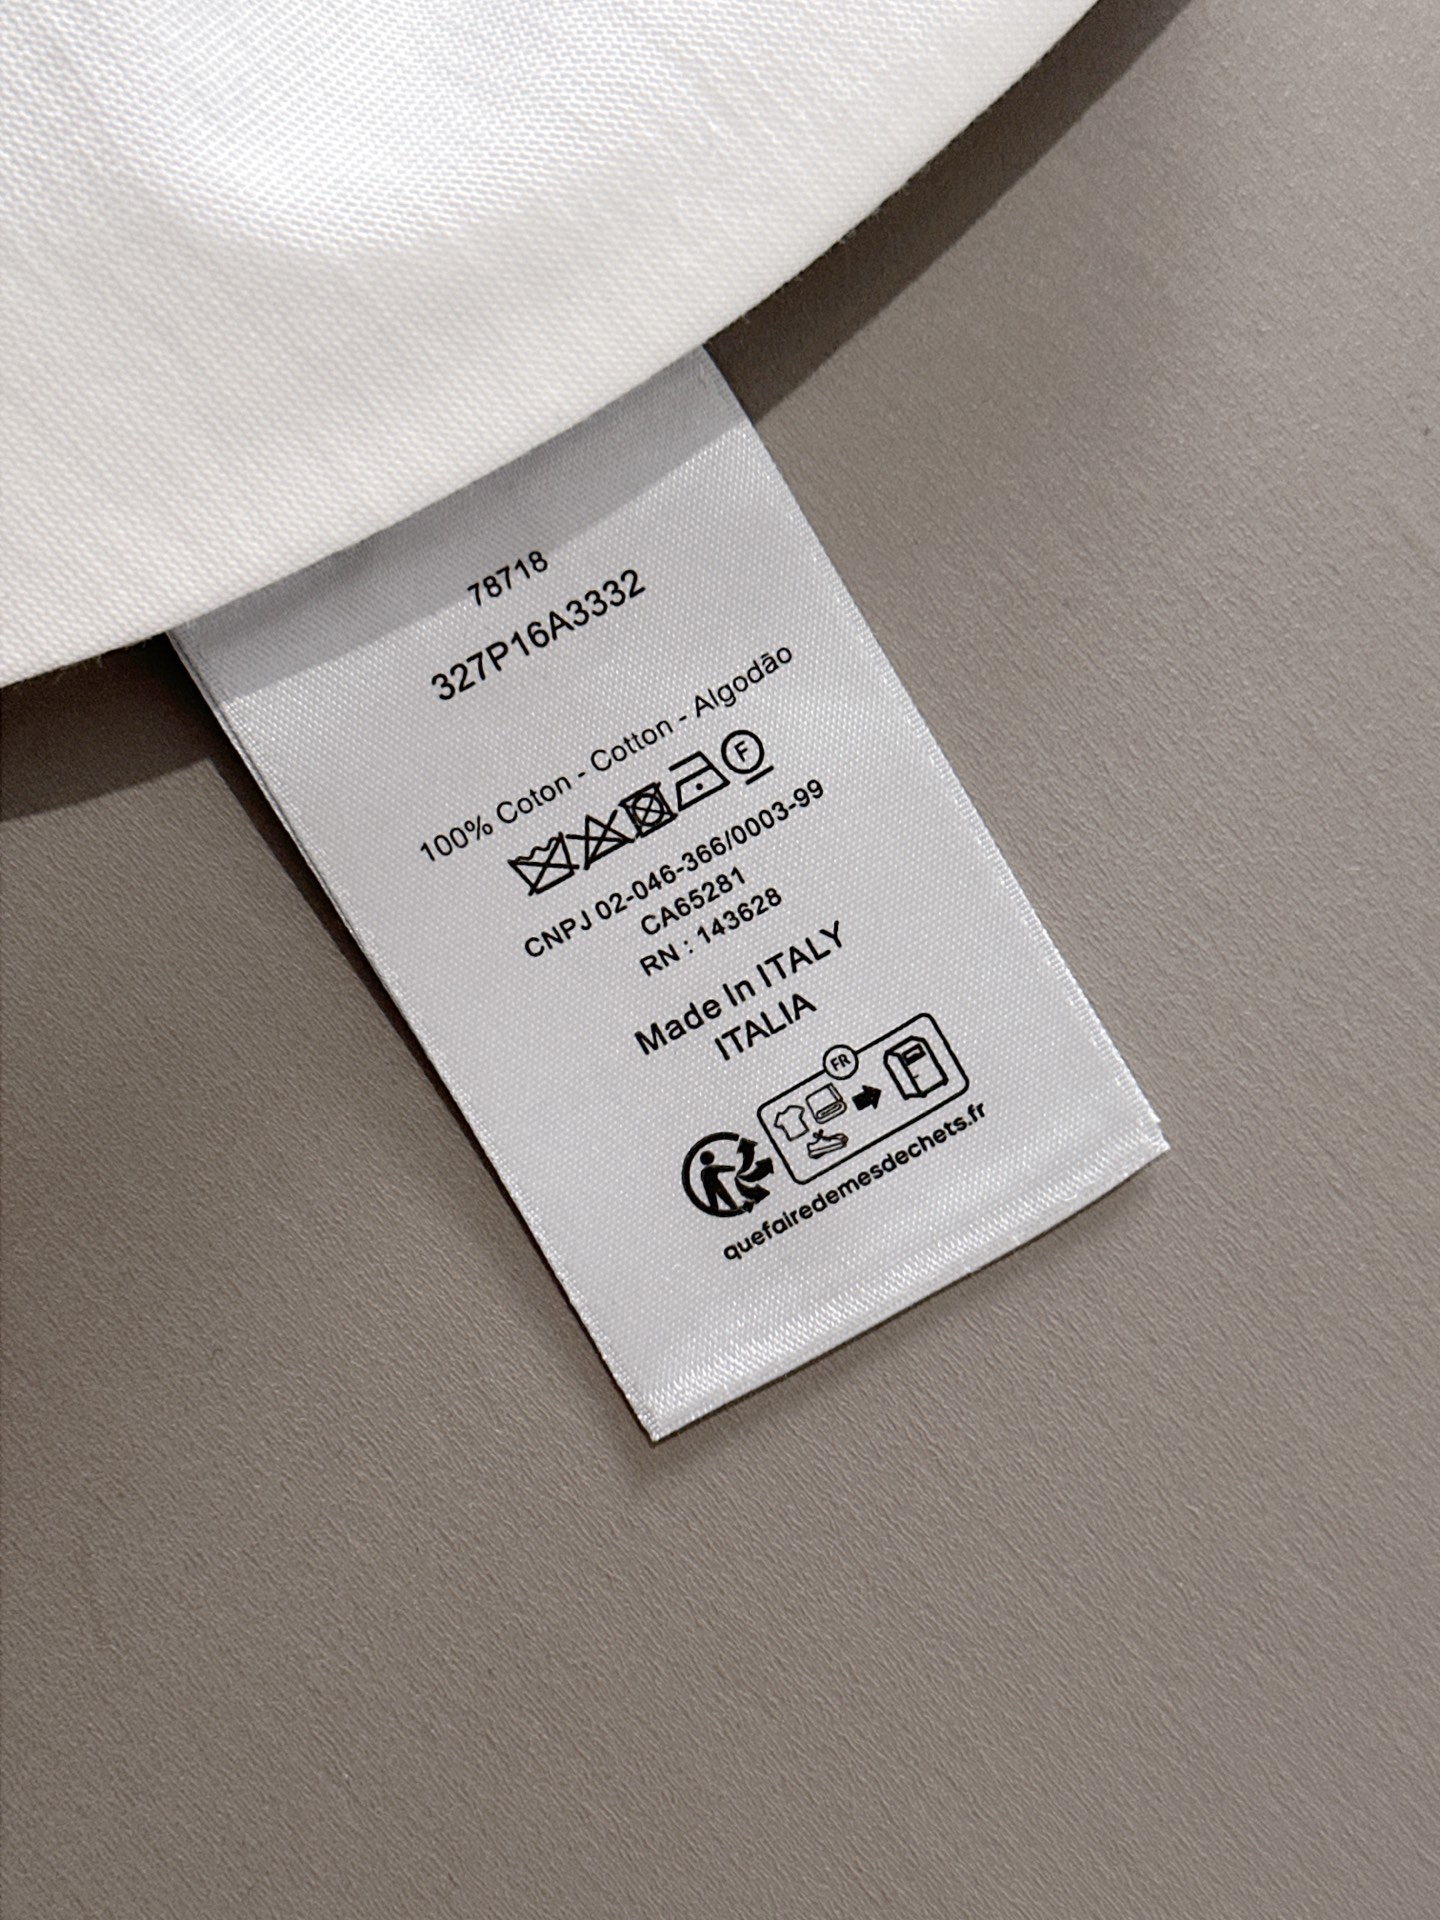 78718
327P16A3332
100% Coton - Cotton - Algodão
F
CNPJ 02-046-366/0003-99
CA65281
RN : 143628
Made In ITALY
ITALIA
FR
quefairedemesdechets.fr